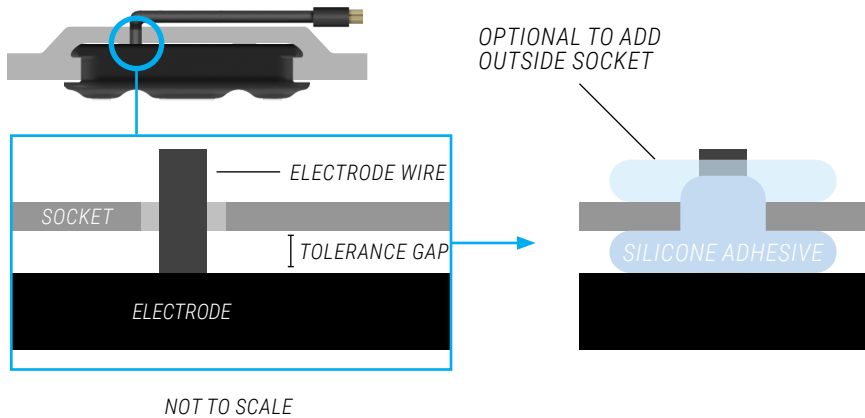 OPTIONAL TO ADD
OUTSIDE SOCKET
ELECTRODE WIRE
SOCKET
TOLERANCE GAP
SILICONE ADHESIVE
ELECTRODE
NOT TO SCALE